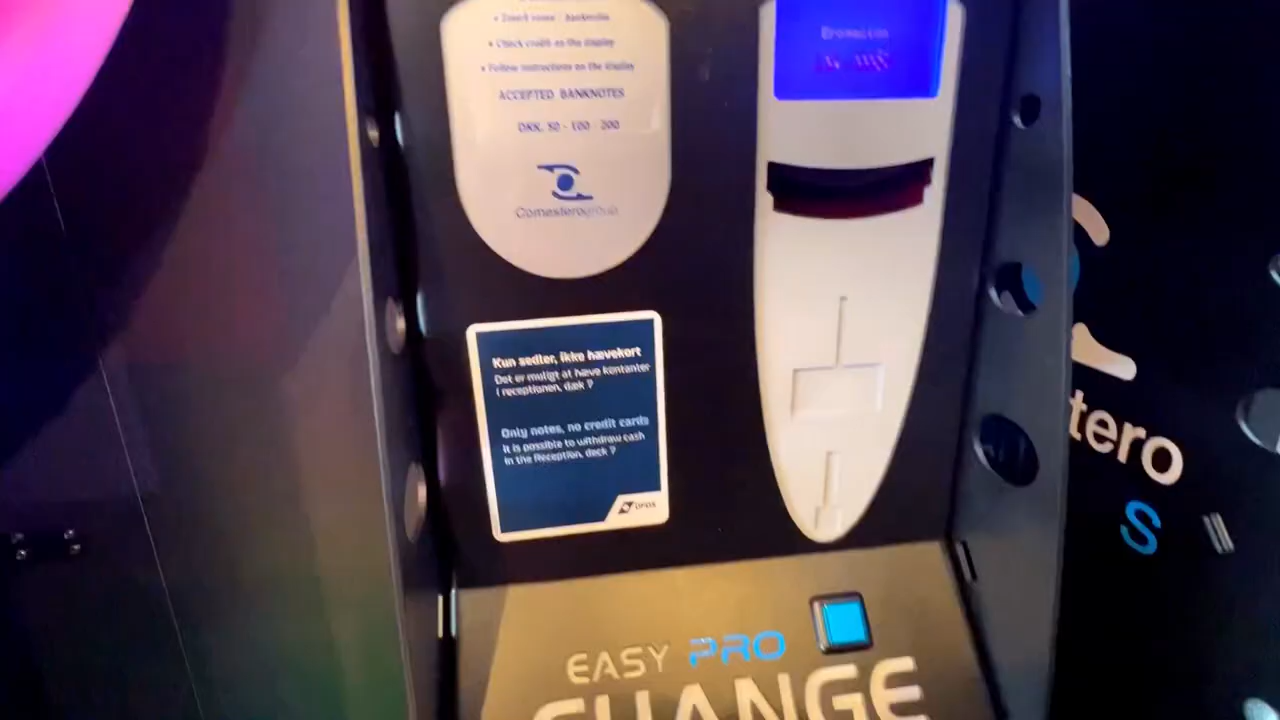 • Insert notes / banknotes
• Check credit on the display
• Follow instructions on the display
ACCEPTED BANKNOTES
DKK. 50 - 100 - 200
Comesterogroup
Kun sedler, ikke hævekort
Det er muligt at hæve kontanter
i receptionen, dæk 7
Only notes, no credit cards
It is possible to withdraw cash
in the Reception, deck 7
DFDS
EASY PRO
CHANGE
tero
S